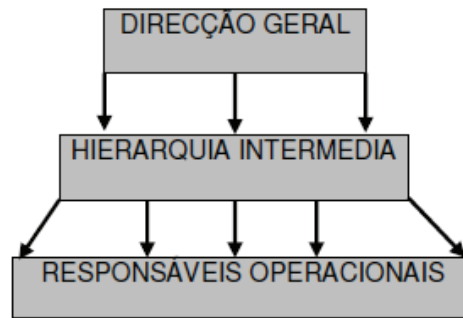 DIRECÇÃO GERAL
HIERARQUIA INTERMEDIA
RESPONSÁVEIS OPERACIONAIS